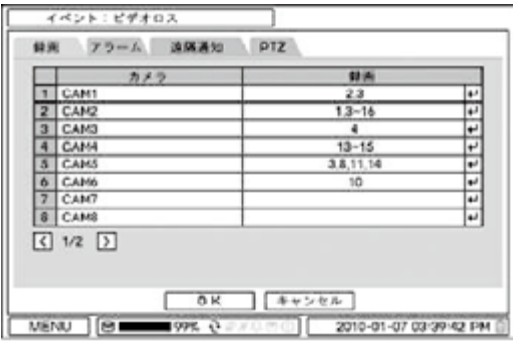 イベント：ビデオロス
録画 アラーム 遠隔通知 PTZ
カメラ 録画
1 CAM1 2,3
2 CAM2 1,3~16
3 CAM3 4
4 CAM4 13~15
5 CAM5 3,8,11,14
6 CAM6 10
7 CAM7
8 CAM8
< 1/2 >
OK キャンセル
MENU 99% 2010-01-07 03:39:42 PM